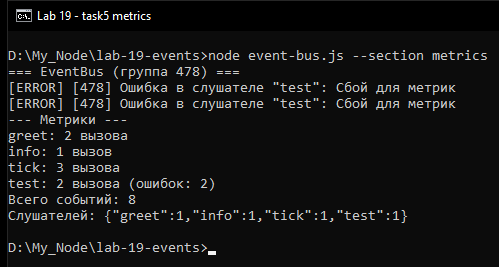 Lab 19 - task5 metrics
D:\My_Node\lab-19-events>node event-bus.js --section metrics
=== EventBus (группа 478) ===
[ERROR] [478] Ошибка в слушателе "test": Сбой для метрик
[ERROR] [478] Ошибка в слушателе "test": Сбой для метрик
--- Метрики ---
greet: 2 вызова
info: 1 вызов
tick: 3 вызова
test: 2 вызова (ошибок: 2)
Всего событий: 8
Слушателей: {"greet":1,"info":1,"tick":1,"test":1}
D:\My_Node\lab-19-events>